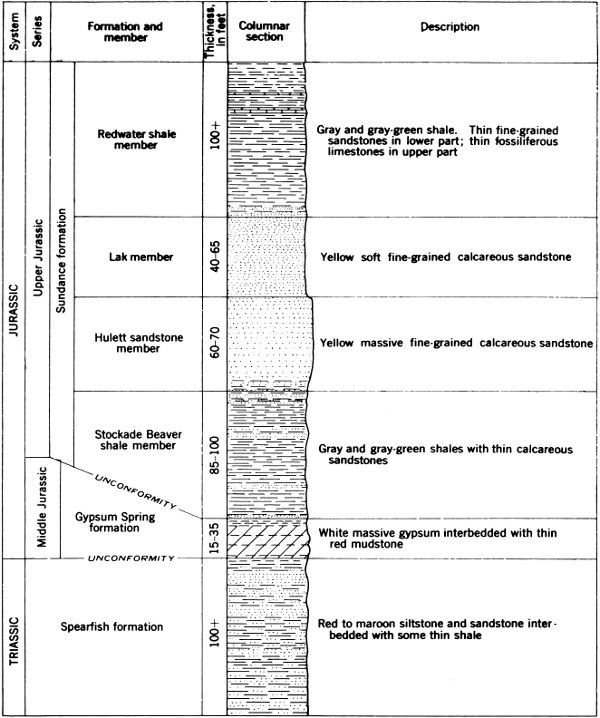 System
Series
Formation and
member
Thickness,
in feet
Columnar
section
Description
JURASSIC
Upper Jurassic
Sundance formation
Redwater shale
member
100+
Gray and gray-green shale. Thin fine-grained
sandstones in lower part; thin fossiliferous
limestones in upper part
Lak member
40-65
Yellow soft fine-grained calcareous sandstone
Hulett sandstone
member
60-70
Yellow massive fine-grained calcareous sandstone
Stockade Beaver
shale member
85-100
Gray and gray-green shales with thin calcareous
sandstones
UNCONFORMITY
Middle Jurassic
Gypsum Spring
formation
15-35
White massive gypsum interbedded with thin
red mudstone
UNCONFORMITY
TRIASSIC
Spearfish formation
100+
Red to maroon siltstone and sandstone inter-
bedded with some thin shale